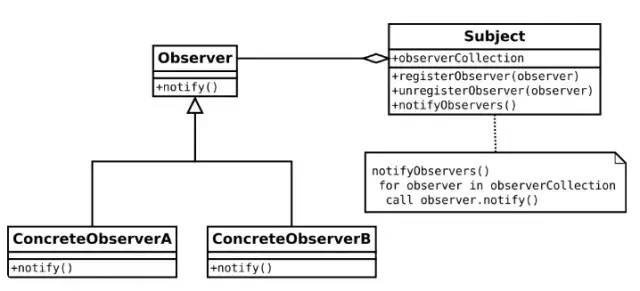 Subject
+observerCollection
+registerObserver(observer)
+unregisterObserver(observer)
+notifyObservers()
Observer
+notify()
notifyObservers()
for observer in observerCollection
call observer.notify()
ConcreteObserverA
+notify()
ConcreteObserverB
+notify()